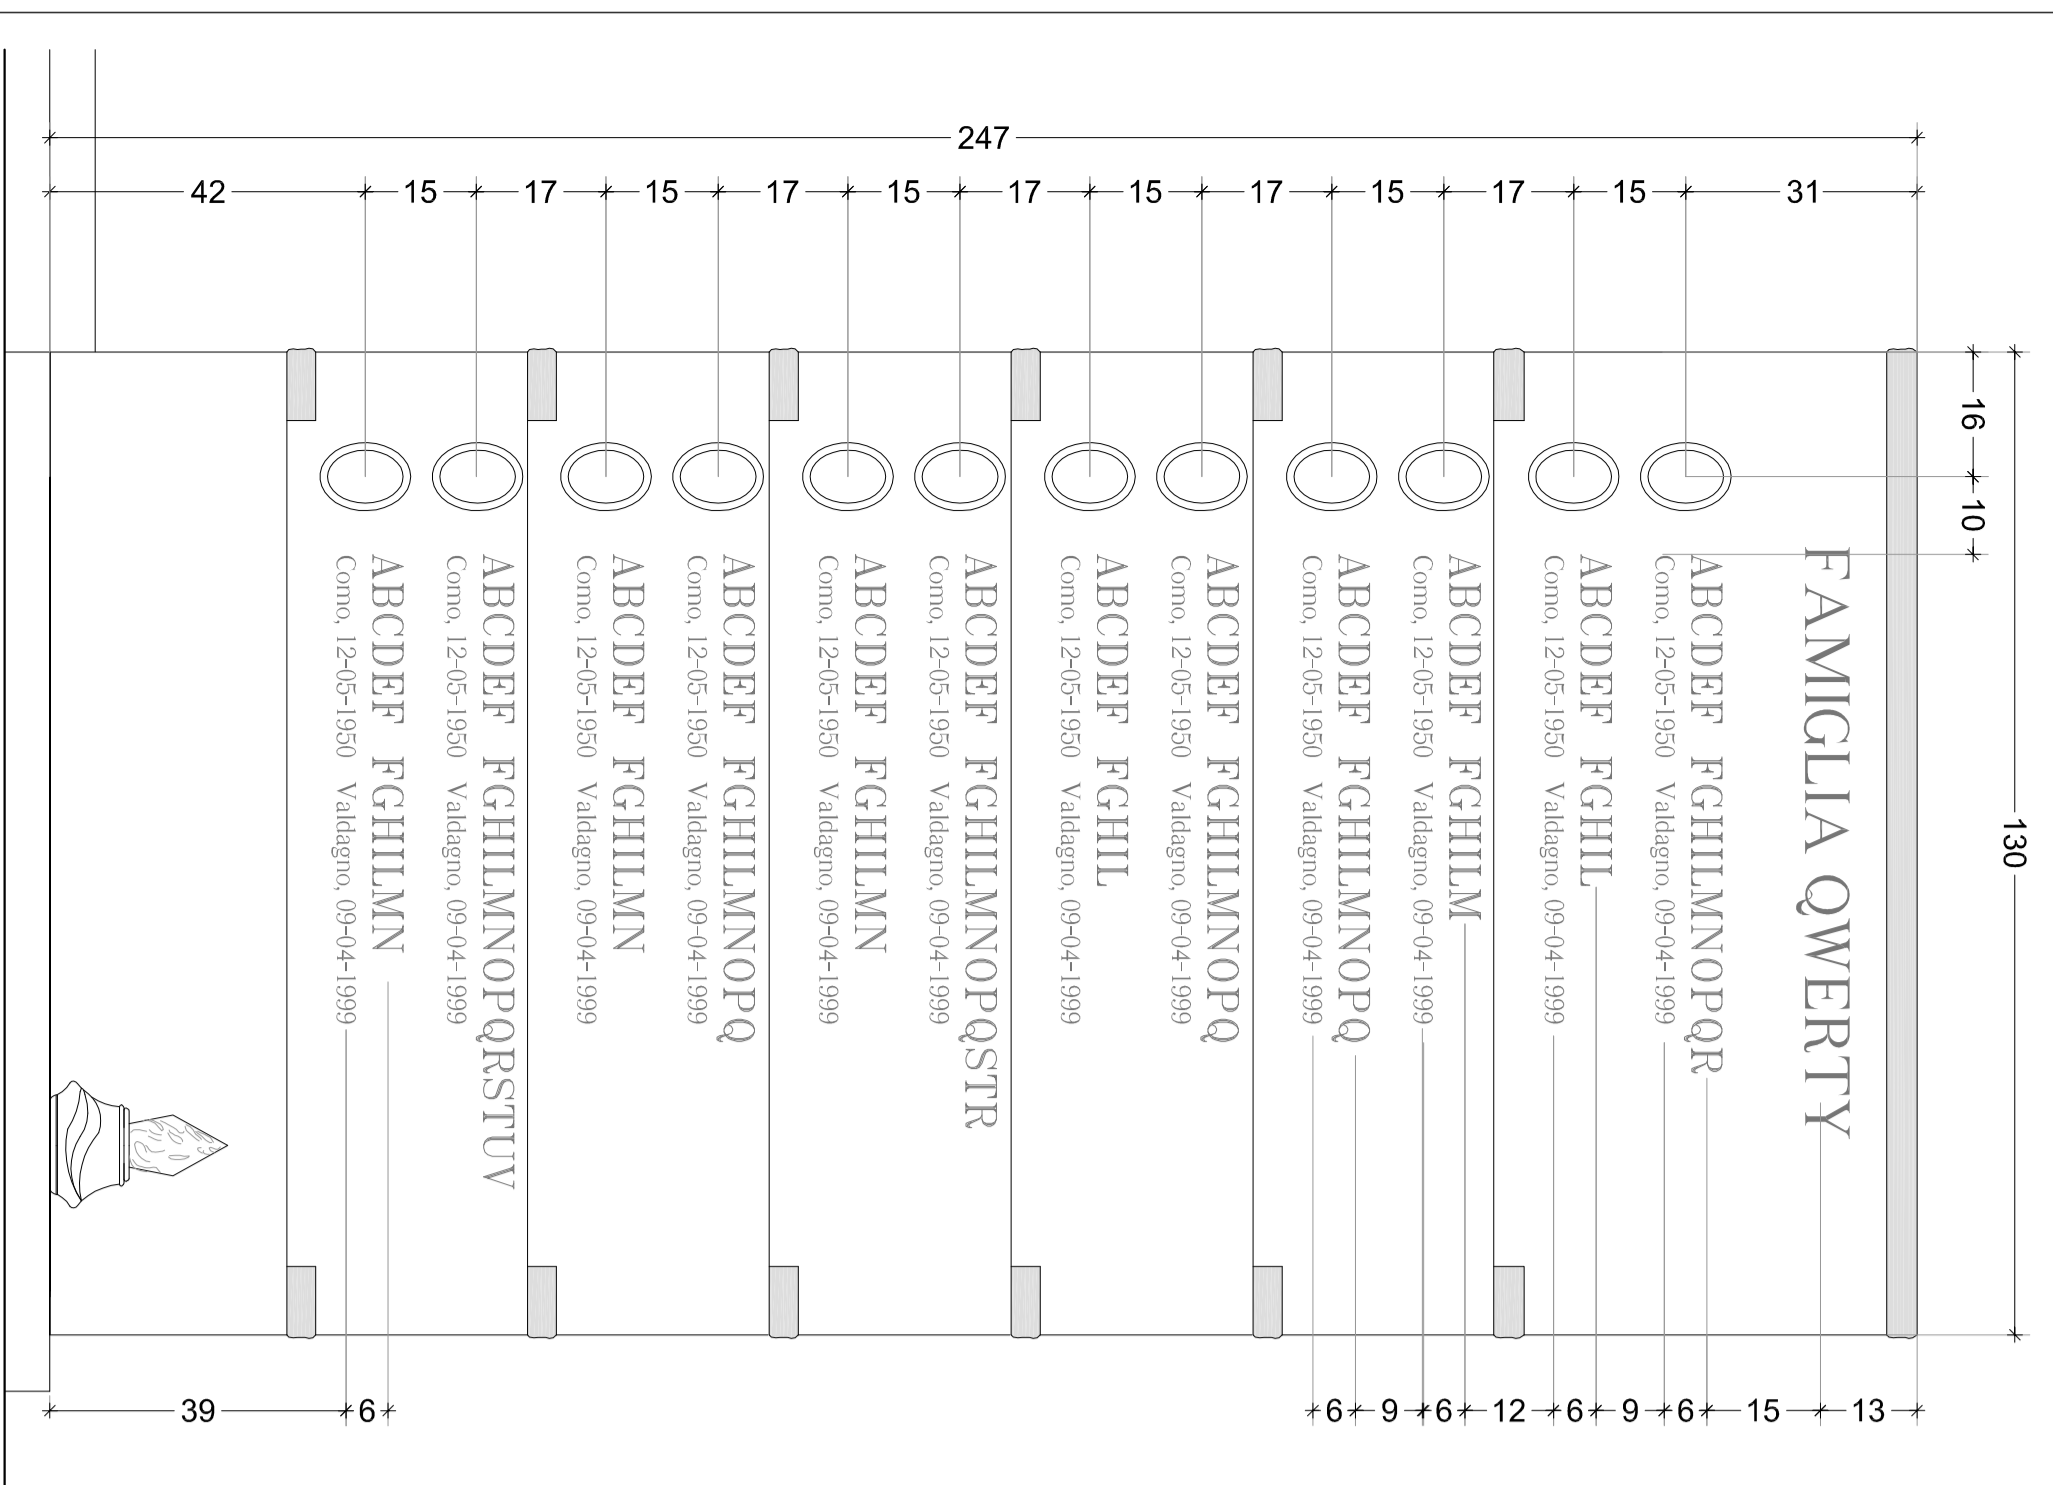 130
16
10
FAMIGLIA QWERTY
ABCDEF FGHILMNOPQR
Como, 12-05-1950 Valdagno, 09-04-1999
ABCDEF FGHIL
Como, 12-05-1950 Valdagno, 09-04-1999
ABCDEF FGHILM
Como, 12-05-1950 Valdagno, 09-04-1999
ABCDEF FGHILMNOPQ
Como, 12-05-1950 Valdagno, 09-04-1999
ABCDEF FGHILMNOPQ
Como, 12-05-1950 Valdagno, 09-04-1999
ABCDEF FGHIL
Como, 12-05-1950 Valdagno, 09-04-1999
ABCDEF FGHILMNOPQSTR
Como, 12-05-1950 Valdagno, 09-04-1999
ABCDEF FGHILMN
Como, 12-05-1950 Valdagno, 09-04-1999
ABCDEF FGHILMNOPQ
Como, 12-05-1950 Valdagno, 09-04-1999
ABCDEF FGHILMN
Como, 12-05-1950 Valdagno, 09-04-1999
ABCDEF FGHILMNOPQRSTUV
Como, 12-05-1950 Valdagno, 09-04-1999
ABCDEF FGHILMN
Como, 12-05-1950 Valdagno, 09-04-1999
247
42
15
17
15
17
15
17
15
17
15
17
15
31
39
6
6
9
6
12
6
9
6
15
13